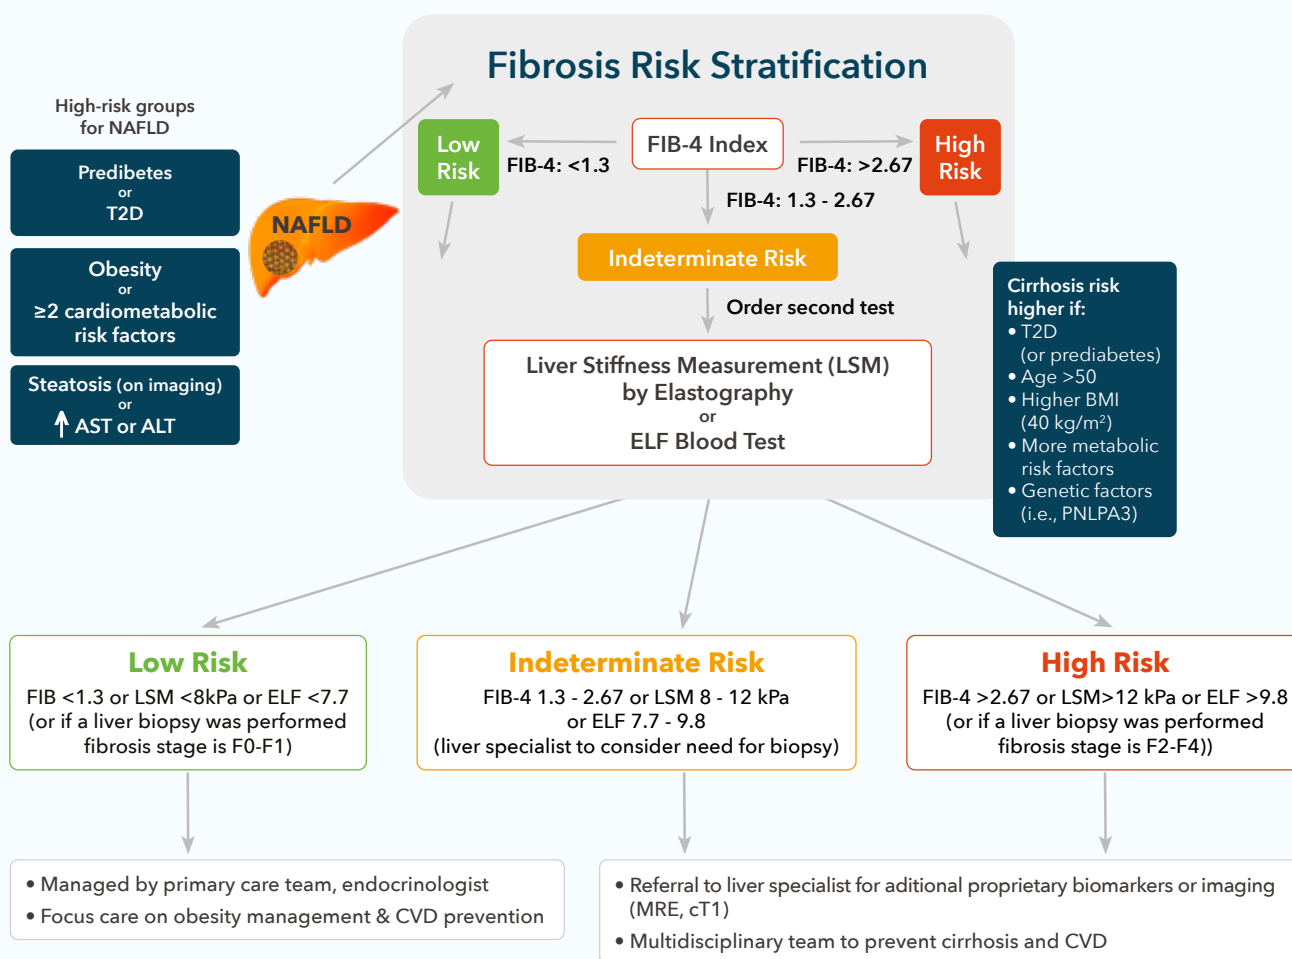 Fibrosis Risk Stratification
High-risk groups
for NAFLD
Predibetes
or
T2D
Obesity
or
≥2 cardiometabolic
risk factors
Steatosis (on imaging)
or
↑ AST or ALT
NAFLD
Low
Risk
FIB-4: <1.3
FIB-4 Index
FIB-4: >2.67
High
Risk
FIB-4: 1.3 - 2.67
Indeterminate Risk
Order second test
Liver Stiffness Measurement (LSM)
by Elastography
or
ELF Blood Test
Cirrhosis risk
higher if:
• T2D
(or prediabetes)
• Age >50
• Higher BMI
(40 kg/m²)
• More metabolic
risk factors
• Genetic factors
(i.e., PNLPA3)
Low Risk
FIB <1.3 or LSM <8kPa or ELF <7.7
(or if a liver biopsy was performed
fibrosis stage is F0-F1)
Indeterminate Risk
FIB-4 1.3 - 2.67 or LSM 8 - 12 kPa
or ELF 7.7 - 9.8
(liver specialist to consider need for biopsy)
High Risk
FIB-4 >2.67 or LSM>12 kPa or ELF >9.8
(or if a liver biopsy was performed
fibrosis stage is F2-F4))
• Managed by primary care team, endocrinologist
• Focus care on obesity management & CVD prevention
• Referral to liver specialist for aditional proprietary biomarkers or imaging
(MRE, cT1)
• Multidisciplinary team to prevent cirrhosis and CVD